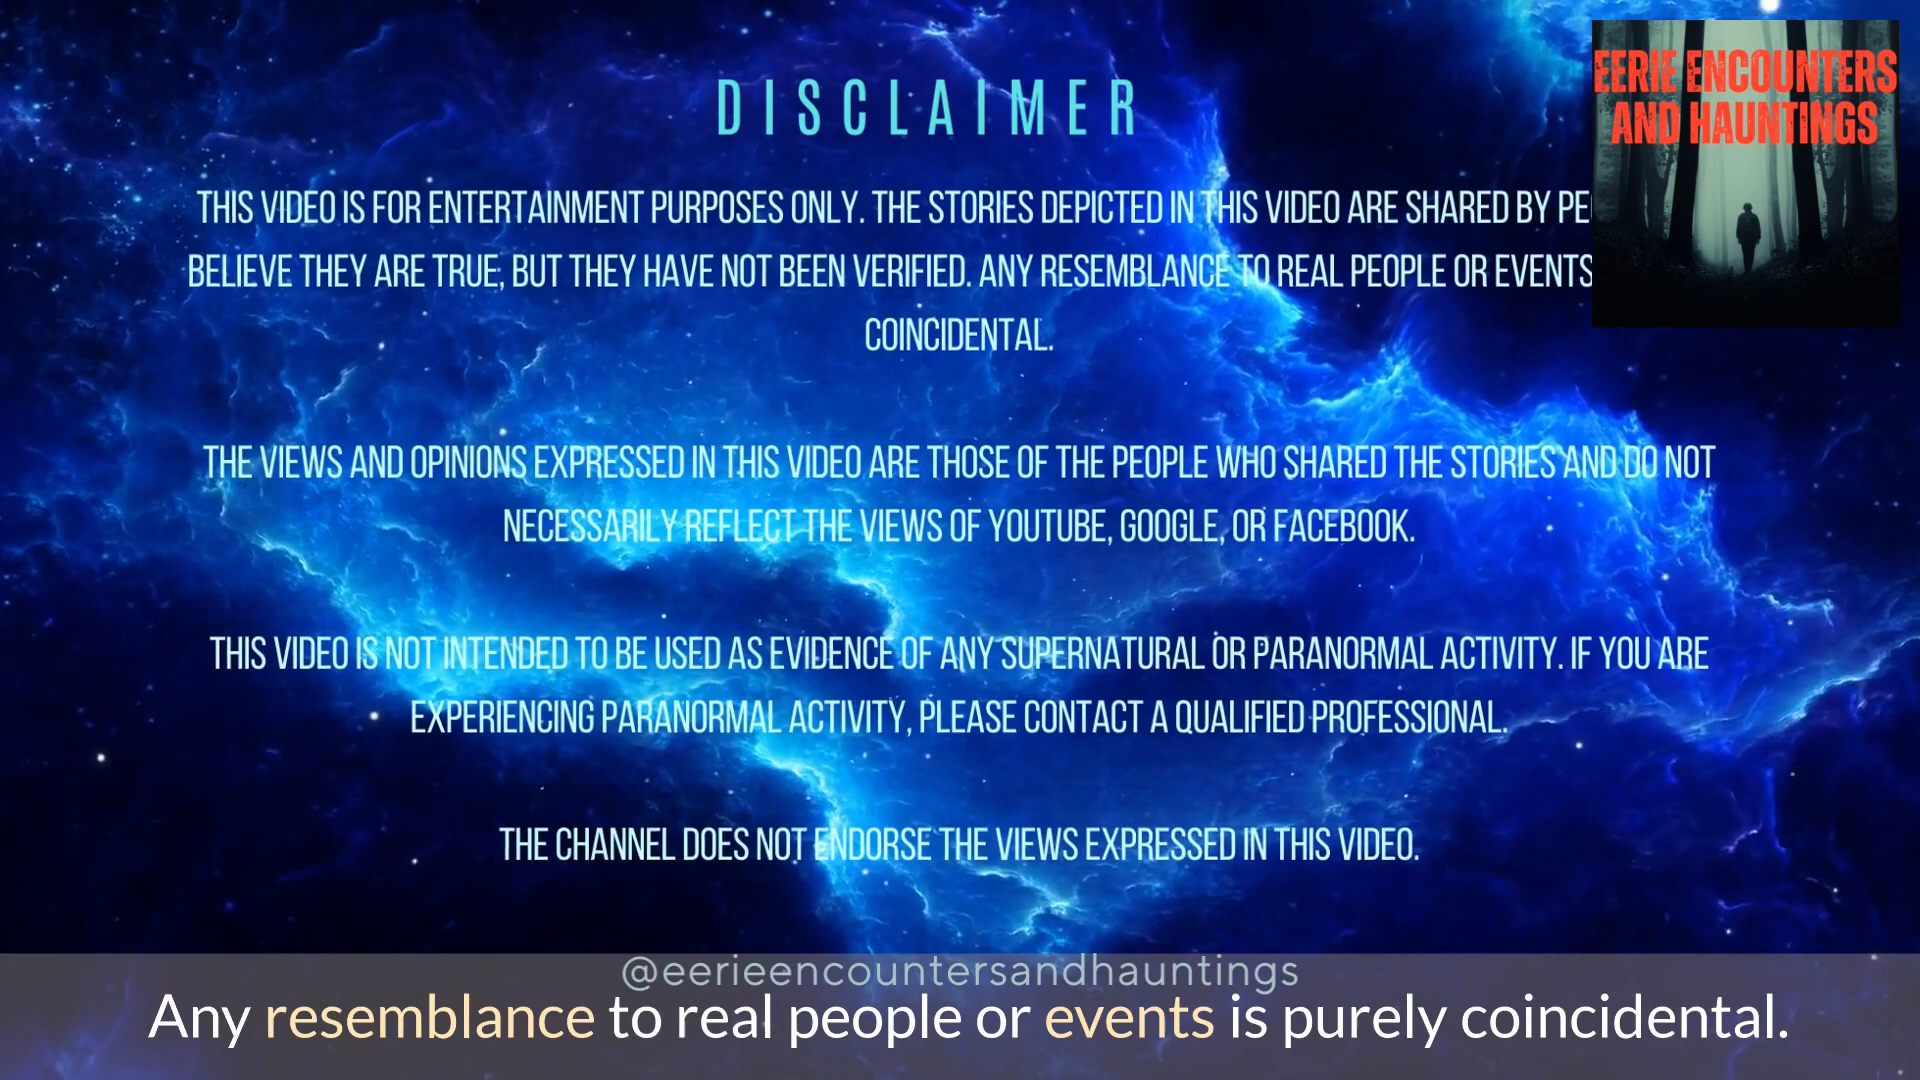 DISCLAIMER
EERIE ENCOUNTERS
AND HAUNTINGS
THIS VIDEO IS FOR ENTERTAINMENT PURPOSES ONLY. THE STORIES DEPICTED IN THIS VIDEO ARE SHARED BY
BELIEVE THEY ARE TRUE, BUT THEY HAVE NOT BEEN VERIFIED. ANY RESEMBLANCE TO REAL PEOPLE OR EVENTS
COINCIDENTAL.
THE VIEWS AND OPINIONS EXPRESSED IN THIS VIDEO ARE THOSE OF THE PEOPLE WHO SHARED THE STORIES AND DO NOT
NECESSARILY REFLECT THE VIEWS OF YOUTUBE, GOOGLE, OR FACEBOOK.
THIS VIDEO IS NOT INTENDED TO BE USED AS EVIDENCE OF ANY SUPERNATURAL OR PARANORMAL ACTIVITY. IF YOU ARE
EXPERIENCING PARANORMAL ACTIVITY, PLEASE CONTACT A QUALIFIED PROFESSIONAL.
THE CHANNEL DOES NOT ENDORSE THE VIEWS EXPRESSED IN THIS VIDEO.
@eerieencountersandhauntings
Any resemblance to real people or events is purely coincidental.